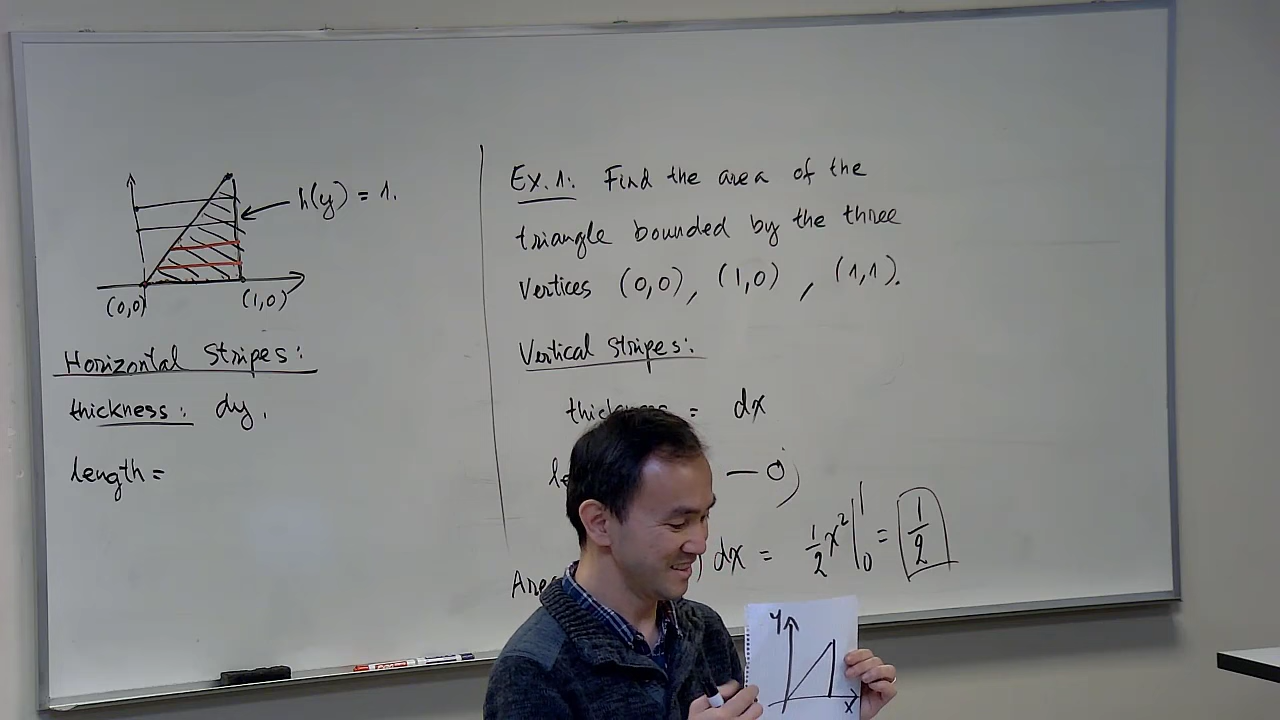 h(y) = 1.
(0,0)
(1,0)
Horizontal Stripes:
thickness: dy.
length =
Ex. 1: Find the area of the
triangle bounded by the three
vertices (0,0), (1,0), (1,1).
Vertical Stripes:
= dx
- 0)
dx = 1/2 x² |₀¹ = 1/2
y
x